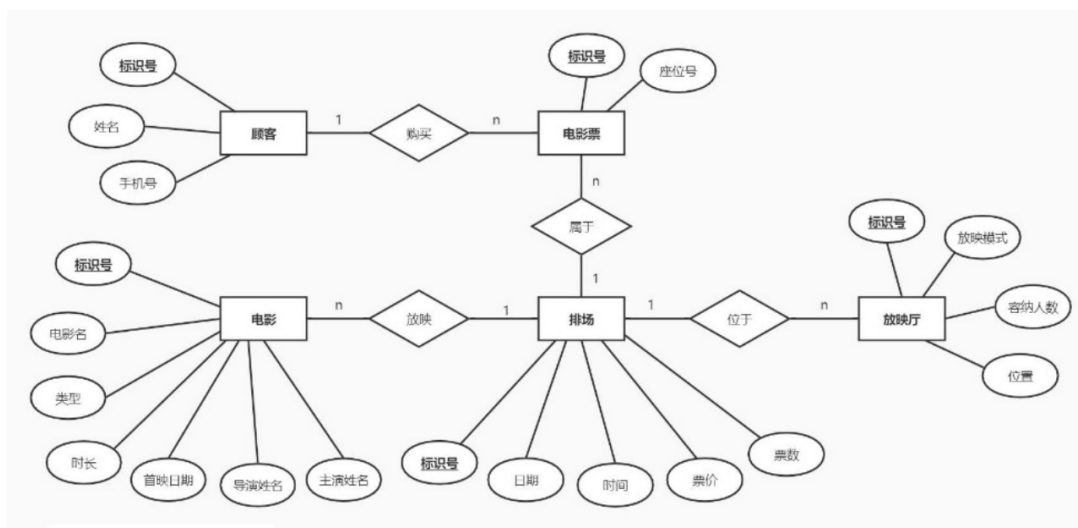 标识号
标识号
座位号
姓名
顾客
1
购买
n
电影票
手机号
n
标识号
放映模式
属于
标识号
1
电影
n
放映
1
排场
1
位于
n
放映厅
容纳人数
电影名
位置
类型
时长
首映日期
导演姓名
主演姓名
标识号
日期
时间
票价
票数